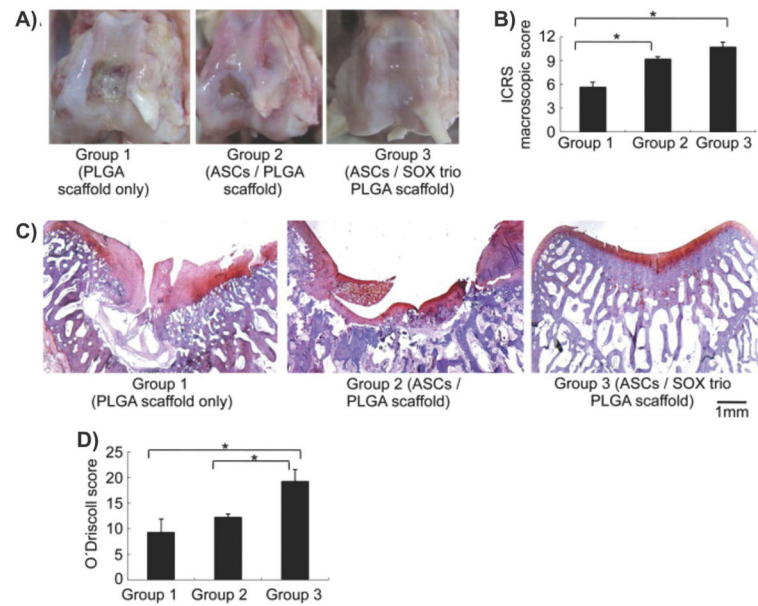 A).
Group 1
(PLGA
scaffold only)
Group 2
(ASCs / PLGA
scaffold)
Group 3
(ASCs / SOX trio
PLGA scaffold)
B)
ICRS
macroscopic score
12
9
6
3
0
*
*
Group 1 Group 2 Group 3
C)
Group 1
(PLGA scaffold only)
Group 2 (ASCs /
PLGA scaffold)
Group 3 (ASCs / SOX trio
PLGA scaffold)
1mm
D)
O´Driscoll score
25
20
15
10
5
0
*
*
Group 1 Group 2 Group 3